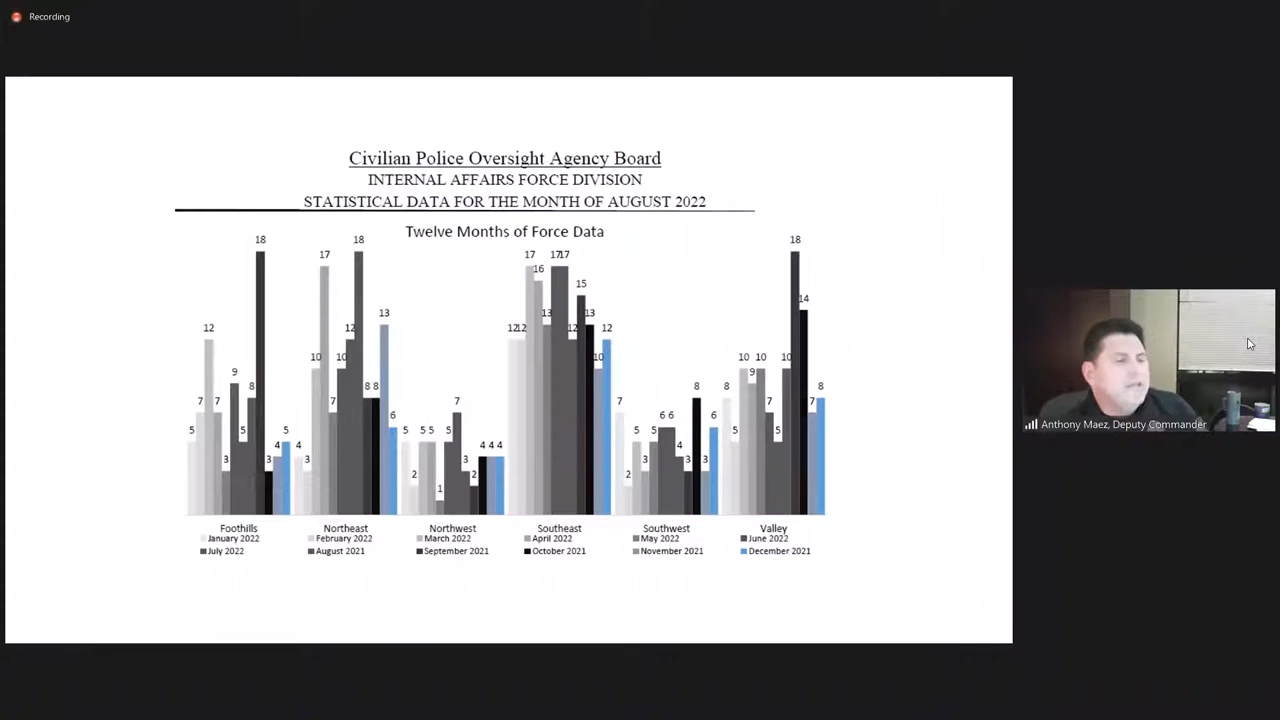 Recording
Civilian Police Oversight Agency Board
INTERNAL AFFAIRS FORCE DIVISION
STATISTICAL DATA FOR THE MONTH OF AUGUST 2022
Twelve Months of Force Data
5 7 12 7 3 9 5 8 18 3 4 5
4 3 10 17 7 10 12 18 8 8 13 6
5 2 5 5 1 5 7 3 2 4 4 4
12 12 17 16 13 17 17 12 15 13 10 12
7 2 5 3 5 6 6 4 3 8 3 6
8 5 10 9 10 7 5 10 18 14 7 8
Foothills Northeast Northwest Southeast Southwest Valley
January 2022 February 2022 March 2022 April 2022 May 2022 June 2022
July 2022 August 2021 September 2021 October 2021 November 2021 December 2021
Anthony Maez, Deputy Commander